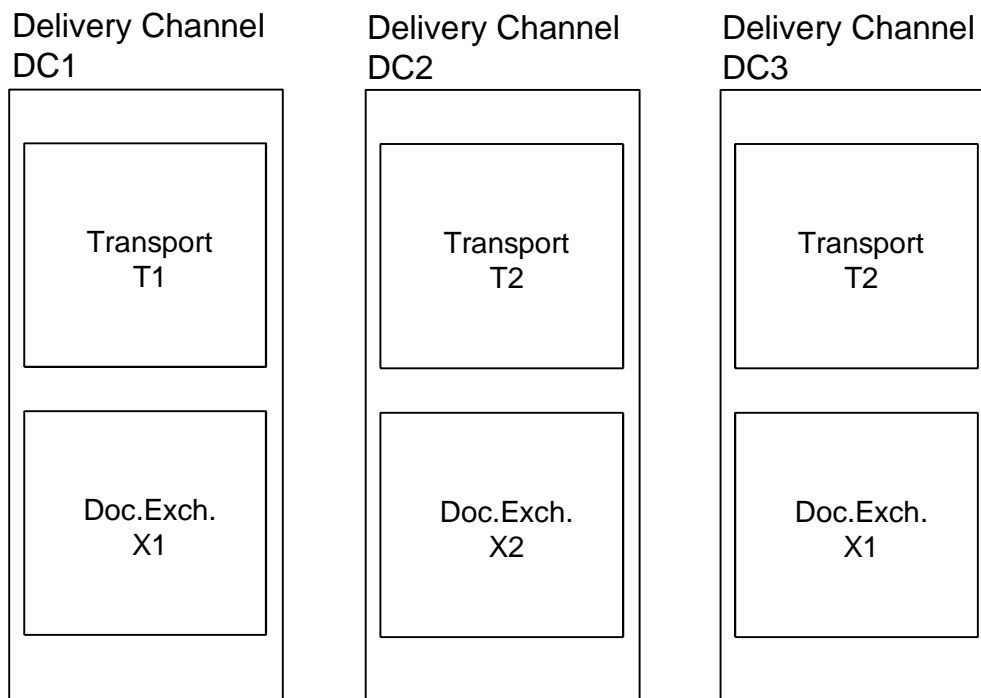 Delivery Channel
DC1
Transport
T1
Doc.Exch.
X1
Delivery Channel
DC2
Transport
T2
Doc.Exch.
X2
Delivery Channel
DC3
Transport
T2
Doc.Exch.
X1